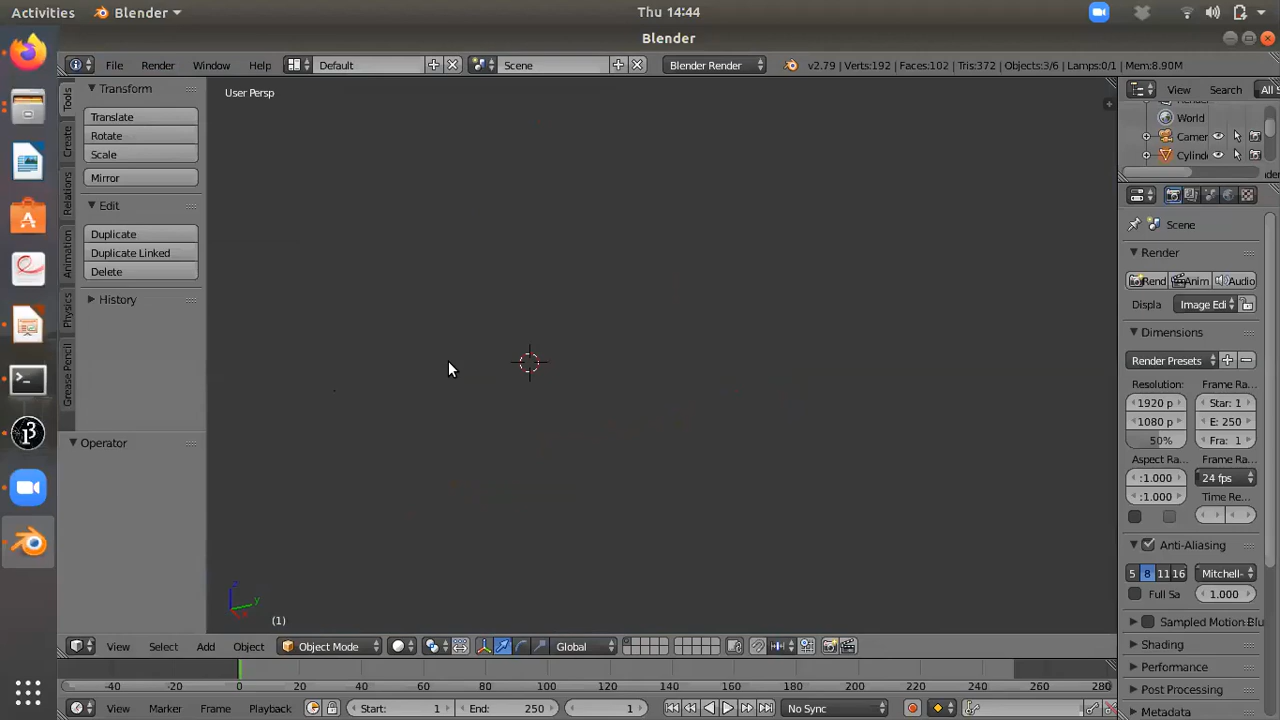 Activities Blender Thu 14:44
Blender
File Render Window Help Default Scene Blender Render v2.79 | Verts:192 | Faces:102 | Tris:372 | Objects:3/6 | Lamps:0/1 | Mem:8.90M
Transform
Translate
Rotate
Scale
Mirror
Edit
Duplicate
Duplicate Linked
Delete
History
Operator
Tools
Create
Relations
Animation
Physics
Grease Pencil
User Persp
(1)
z
y
View Search All S
World
Camer
Cylind
Scene
Render
Rend Anim Audio
Displa Image Edi
Dimensions
Render Presets
Resolution: Frame Ra...
1920 p Star: 1
1080 p E: 250
50% Fra: 1
Aspect Ra... Frame Ra...
:1.000 24 fps
:1.000 Time Re...
Anti-Aliasing
5 8 11 16 Mitchell-
Full Sa 1.000
Sampled Motion Blu
Shading
Performance
Post Processing
Metadata
View Select Add Object Object Mode Global
-40 -20 0 20 40 60 80 100 120 140 160 180 200 220 240 260 280
View Marker Frame Playback Start: 1 End: 250 1 No Sync